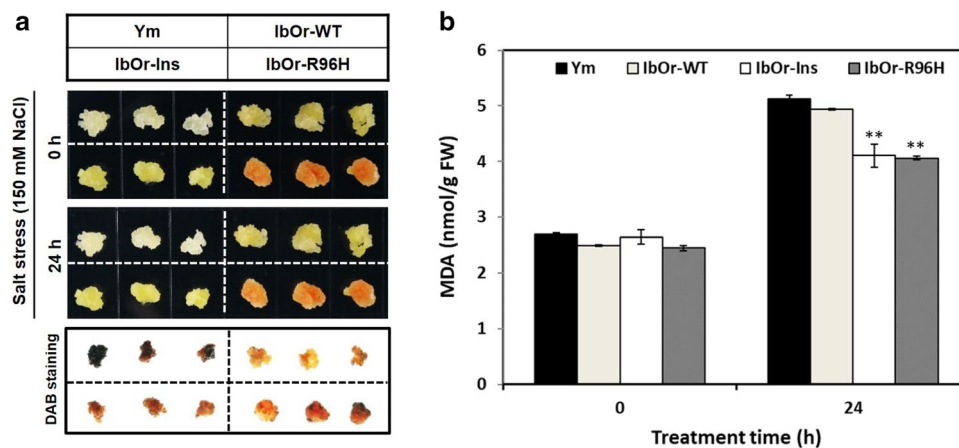 a
Ym IbOr-WT
IbOr-Ins IbOr-R96H
Salt stress (150 mM NaCl)
0 h
24 h
DAB staining
b
MDA (nmol/g FW)
6
5
4
3
2
1
0
Ym IbOr-WT IbOr-Ins IbOr-R96H
** **
0 24
Treatment time (h)